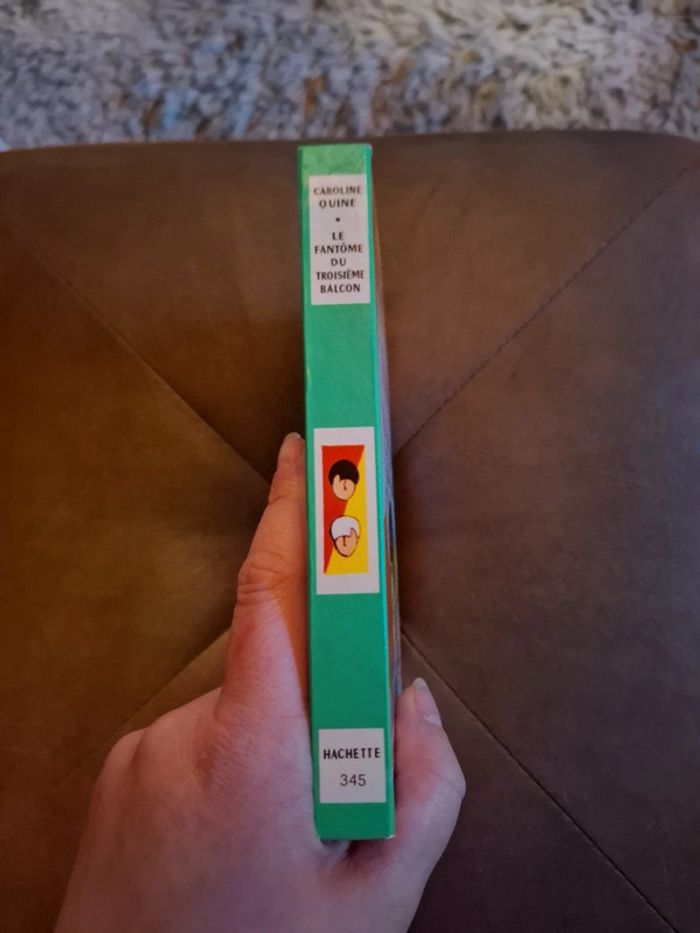 CAROLINE
QUINE
•
LE
FANTÔME
DU
TROISIÈME
BALCON
HACHETTE
345